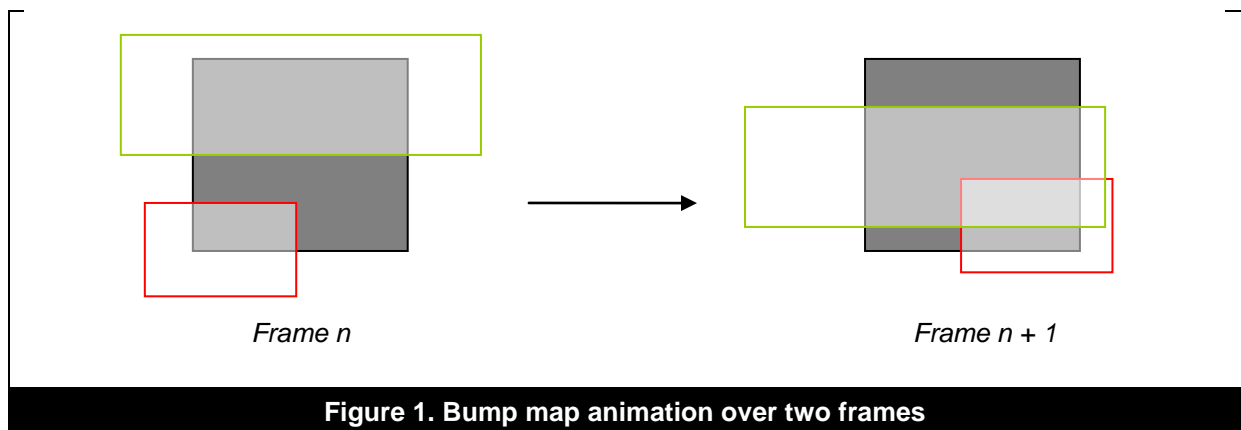 Frame n
Frame n + 1
Figure 1. Bump map animation over two frames